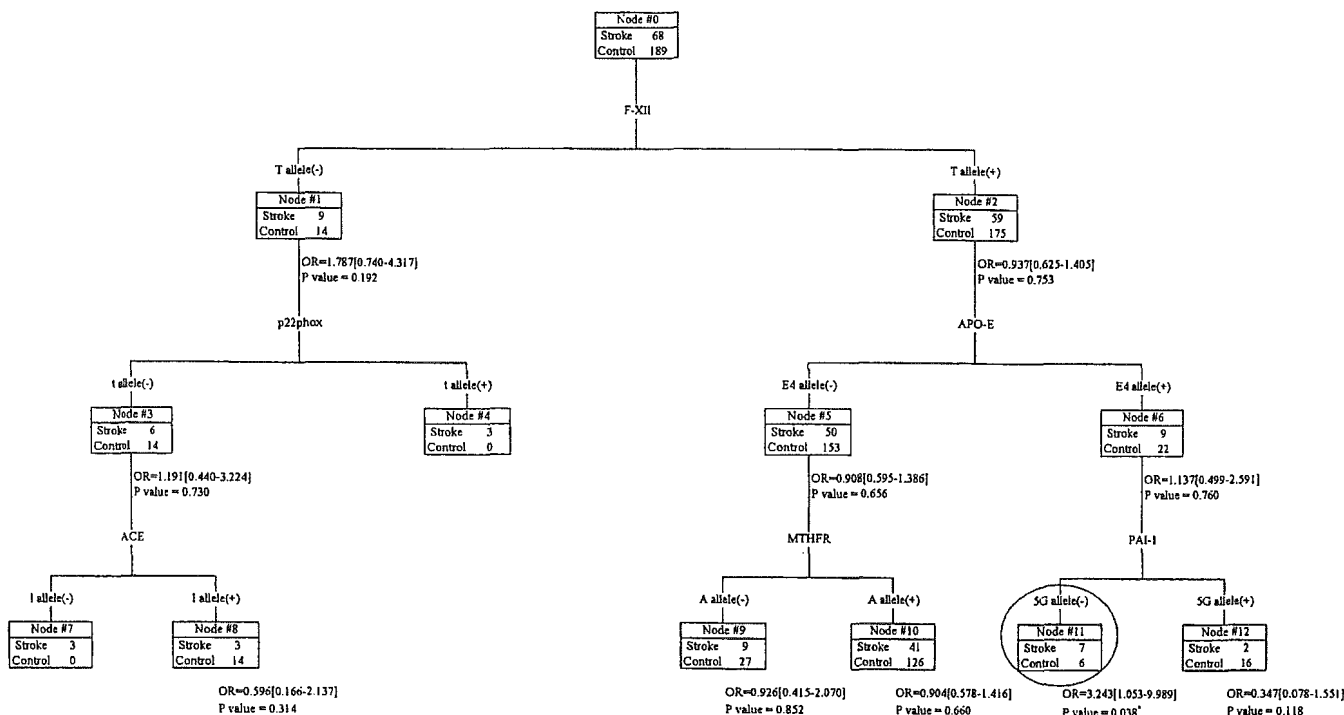 Node #0
Stroke 68
Control 189
F-XII
T allele(-)
Node #1
Stroke 9
Control 14
OR=1.787[0.740-4.317]
P value = 0.192
p22phox
T allele(+)
Node #2
Stroke 59
Control 175
OR=0.937[0.625-1.405]
P value = 0.753
APO-E
t allele(-)
Node #3
Stroke 6
Control 14
OR=1.191[0.440-3.224]
P value = 0.730
ACE
t allele(+)
Node #4
Stroke 3
Control 0
E4 allele(-)
Node #5
Stroke 50
Control 153
OR=0.908[0.595-1.386]
P value = 0.656
MTHFR
E4 allele(+)
Node #6
Stroke 9
Control 22
OR=1.137[0.499-2.591]
P value = 0.760
PAI-1
I allele(-)
Node #7
Stroke 3
Control 0
I allele(+)
Node #8
Stroke 3
Control 14
OR=0.596[0.166-2.137]
P value = 0.314
A allele(-)
Node #9
Stroke 9
Control 27
OR=0.926[0.415-2.070]
P value = 0.852
A allele(+)
Node #10
Stroke 41
Control 126
OR=0.904[0.578-1.416]
P value = 0.660
5G allele(-)
Node #11
Stroke 7
Control 6
OR=3.243[1.053-9.989]
P value = 0.038*
5G allele(+)
Node #12
Stroke 2
Control 16
OR=0.347[0.078-1.551]
P value = 0.118